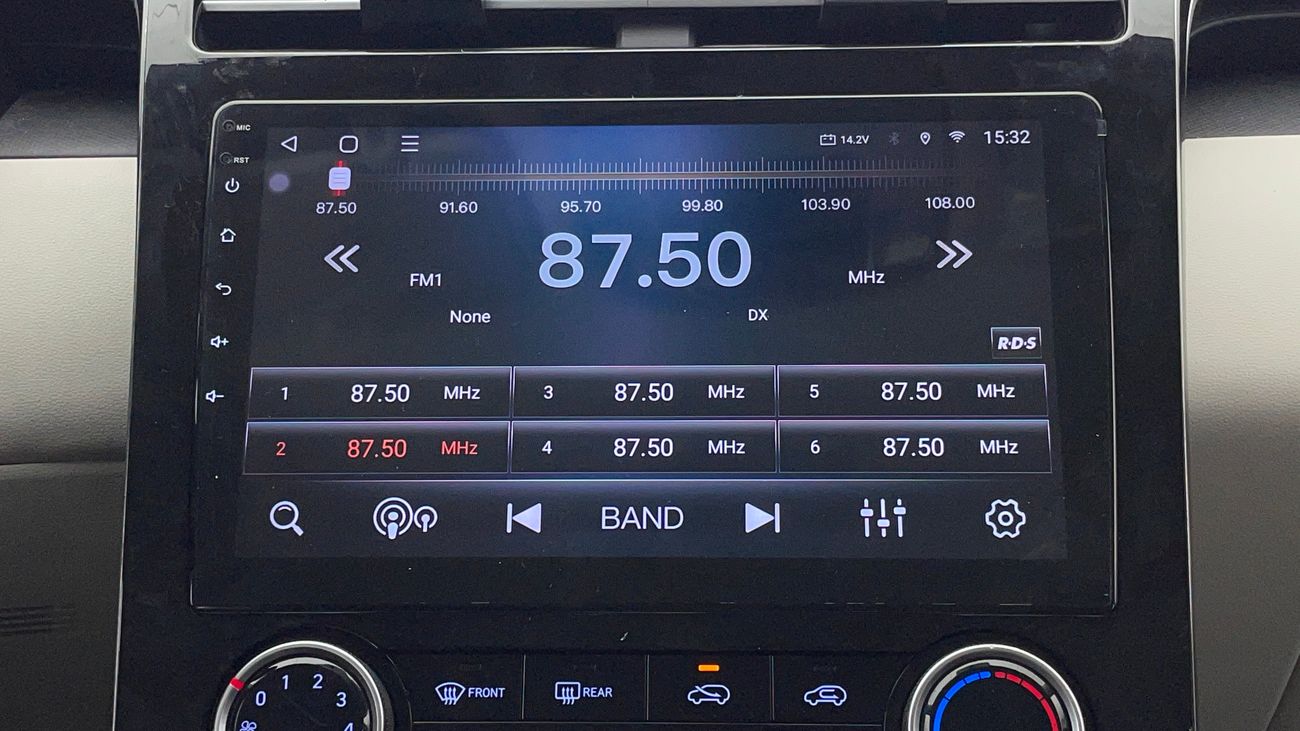 MIC
14.2V
15:32
RST
87.50 91.60 95.70 99.80 103.90 108.00
FM1 87.50 MHz
None DX
R·D·S
1 87.50 MHz 3 87.50 MHz 5 87.50 MHz
2 87.50 MHz 4 87.50 MHz 6 87.50 MHz
BAND
FRONT REAR
0 1 2 3 4